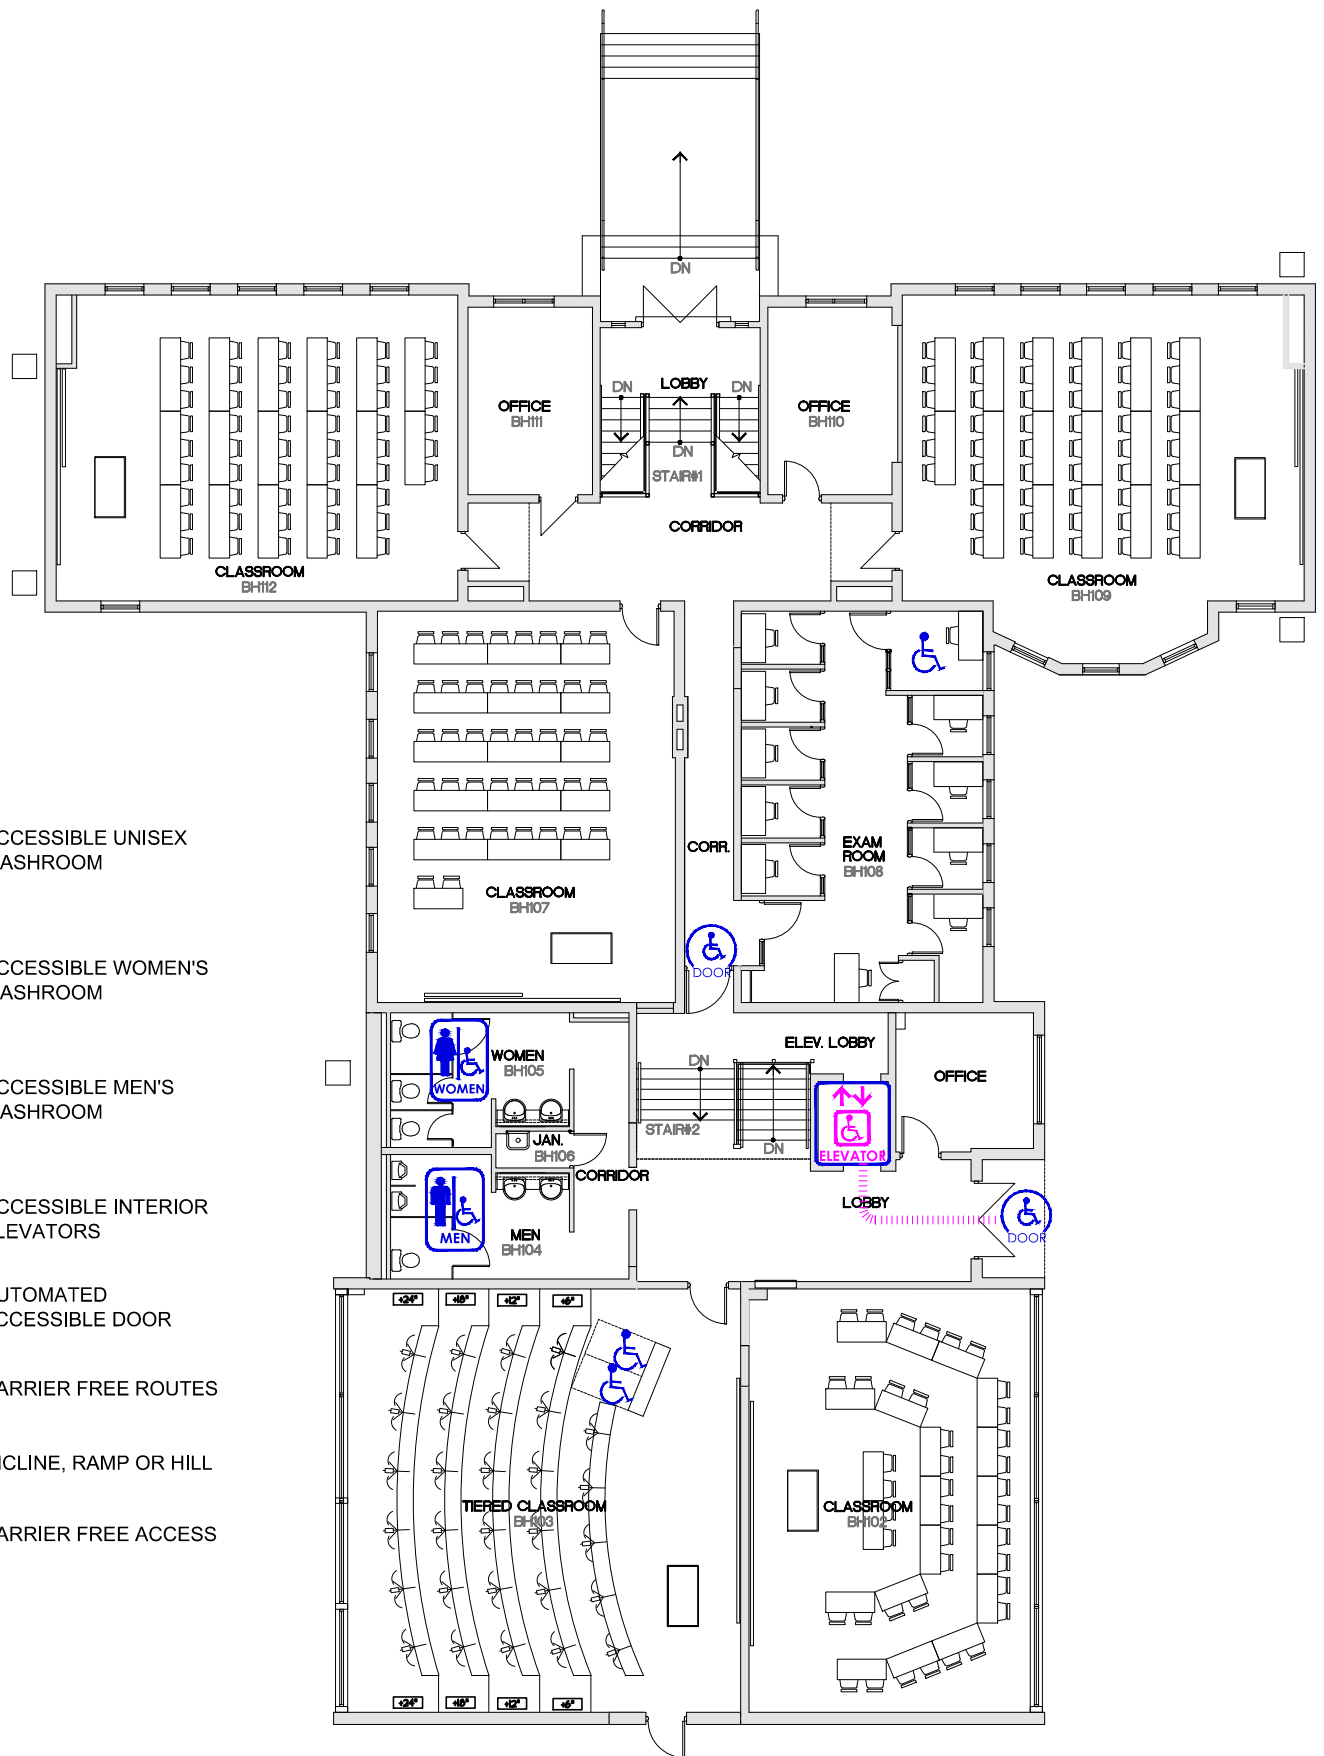 DN
DN
LOBBY
DN
OFFICE
BH111
OFFICE
BH110
DN
STAIR#1
CORRIDOR
CLASSROOM
BH112
CLASSROOM
BH109
CCESSIBLE UNISEX
ASHROOM
CORR.
EXAM
ROOM
BH108
CLASSROOM
BH107
CCESSIBLE WOMEN'S
ASHROOM
DOOR
WOMEN
BH105
WOMEN
ELEV. LOBBY
DN
OFFICE
CCESSIBLE MEN'S
ASHROOM
STAIR#2
JAN.
BH106
DN
ELEVATOR
CORRIDOR
LOBBY
CCESSIBLE INTERIOR
LEVATORS
MEN
BH104
MEN
DOOR
UTOMATED
CCESSIBLE DOOR
+24" +18" +12" +6"
ARRIER FREE ROUTES
CLINE, RAMP OR HILL
TIERED CLASSROOM
BH103
CLASSROOM
BH102
ARRIER FREE ACCESS
+24" +18" +12" +6"